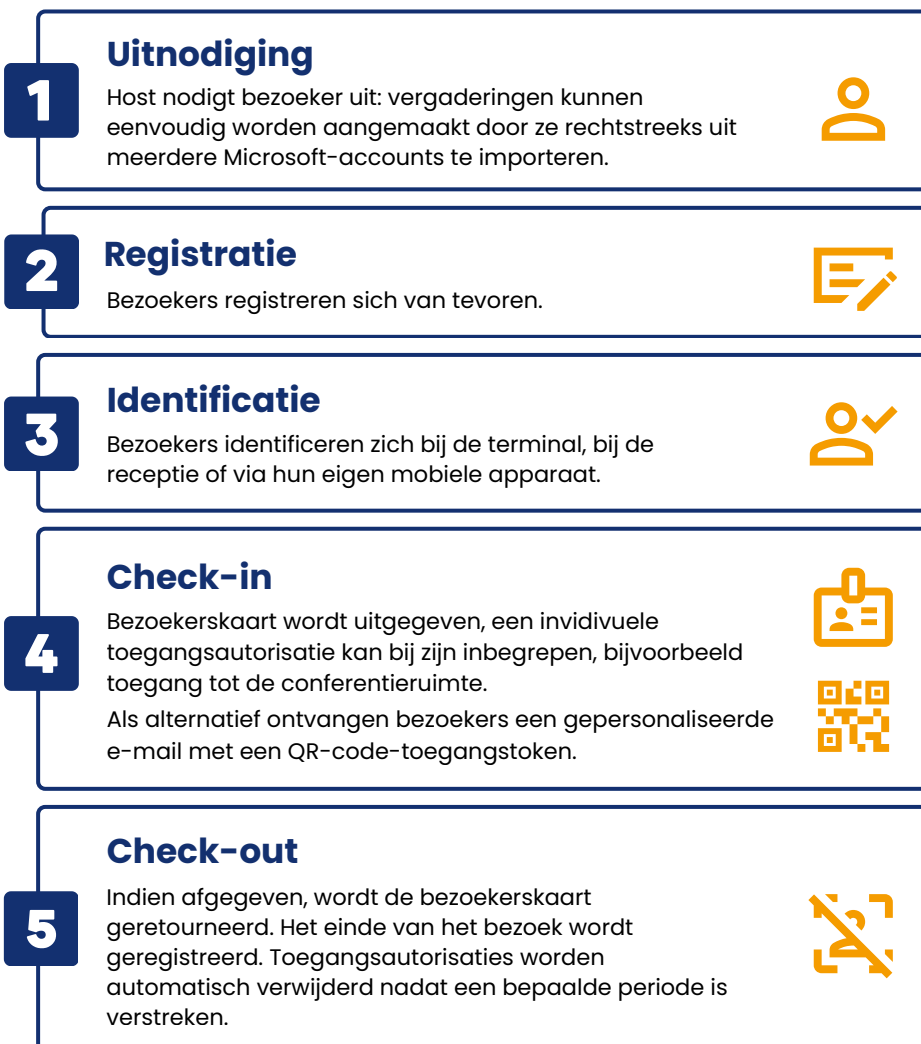 1
Uitnodiging
Host nodigt bezoeker uit: vergaderingen kunnen
eenvoudig worden aangemaakt door ze rechtstreeks uit
meerdere Microsoft-accounts te importeren.
2
Registratie
Bezoekers registreren sich van tevoren.
3
Identificatie
Bezoekers identificeren zich bij de terminal, bij de
receptie of via hun eigen mobiele apparaat.
4
Check-in
Bezoekerskaart wordt uitgegeven, een invidivuele
toegangsautorisatie kan bij zijn inbegrepen, bijvoorbeeld
toegang tot de conferentieruimte.
Als alternatief ontvangen bezoekers een gepersonaliseerde
e-mail met een QR-code-toegangstoken.
5
Check-out
Indien afgegeven, wordt de bezoekerskaart
geretourneerd. Het einde van het bezoek wordt
geregistreerd. Toegangsautorisaties worden
automatisch verwijderd nadat een bepaalde periode is
verstreken.